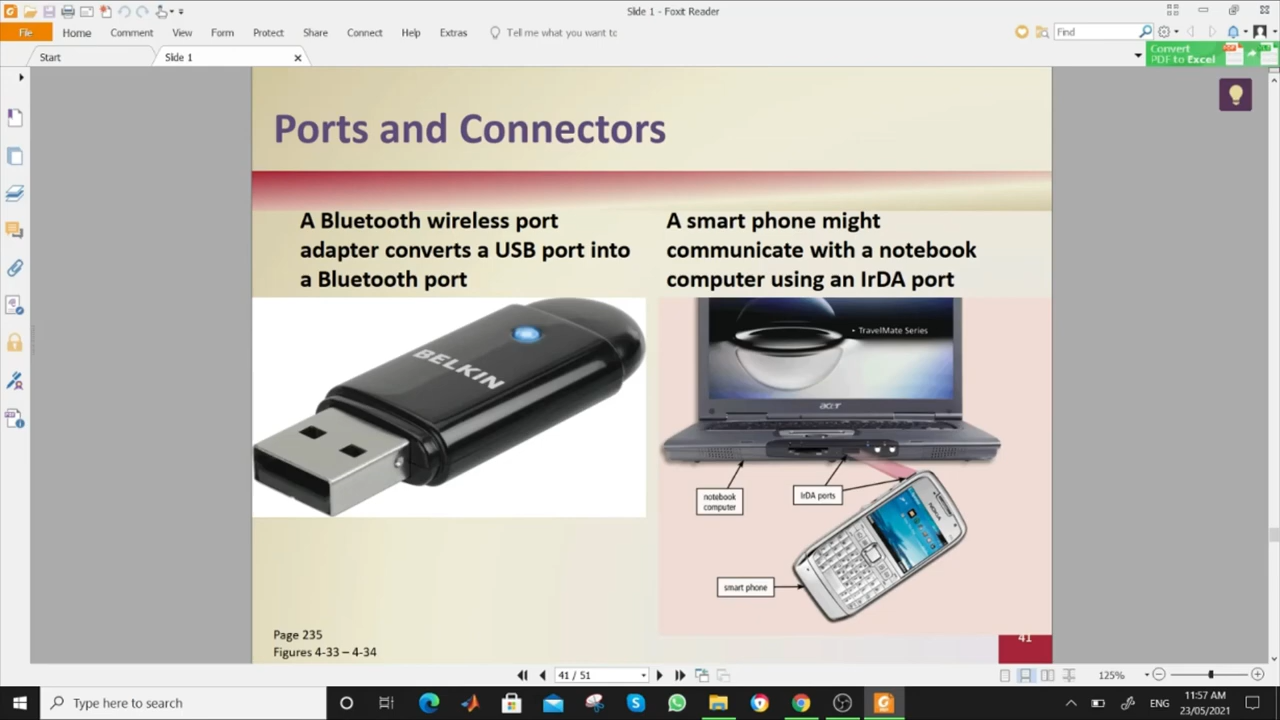 Slide 1 - Foxit Reader
File Home Comment View Form Protect Share Connect Help Extras Tell me what you want to Find
Start Slide 1
Convert
PDF to Excel
Ports and Connectors
A Bluetooth wireless port
adapter converts a USB port into
a Bluetooth port
A smart phone might
communicate with a notebook
computer using an IrDA port
BELKIN
• TravelMate Series
acer
notebook
computer
IrDA ports
NOKIA
smart phone
Page 235
Figures 4-33 – 4-34
41
41 / 51
125%
Type here to search
ENG
11:57 AM
23/05/2021